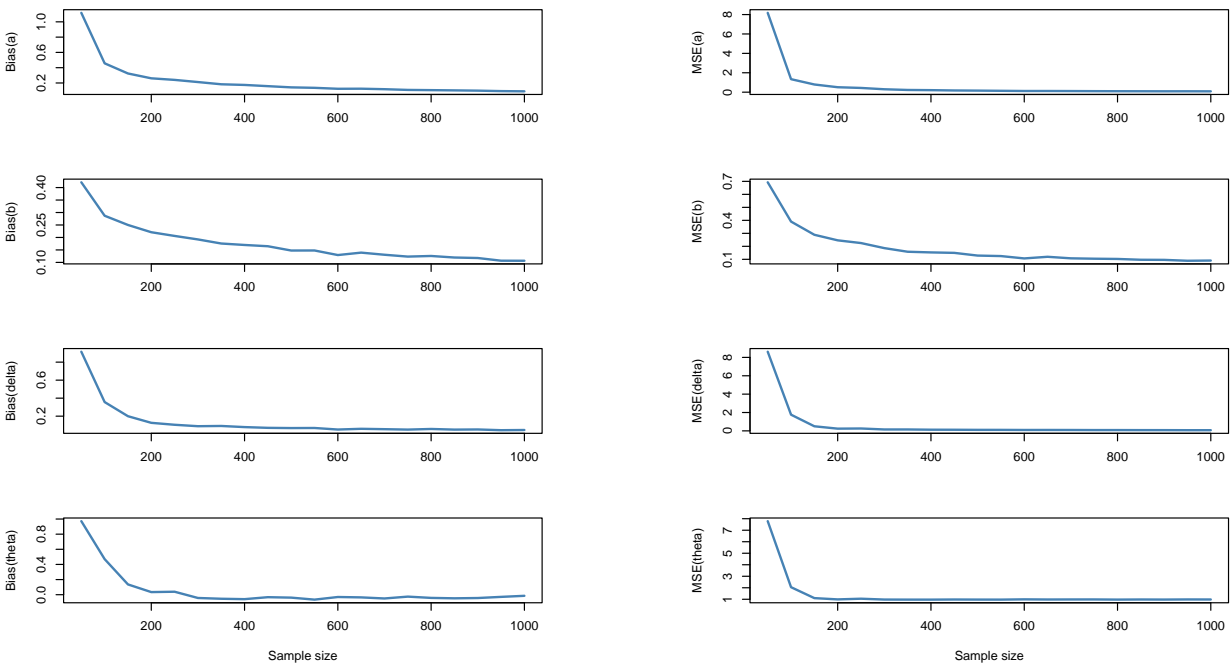 Bias(a)
0.2 0.6 1.0
200 400 600 800 1000
MSE(a)
0 2 4 6 8
200 400 600 800 1000
Bias(b)
0.10 0.25 0.40
200 400 600 800 1000
MSE(b)
0.1 0.4 0.7
200 400 600 800 1000
Bias(delta)
0.2 0.6
200 400 600 800 1000
MSE(delta)
0 2 4 6 8
200 400 600 800 1000
Bias(theta)
0.0 0.4 0.8
200 400 600 800 1000
Sample size
MSE(theta)
1 3 5 7
200 400 600 800 1000
Sample size